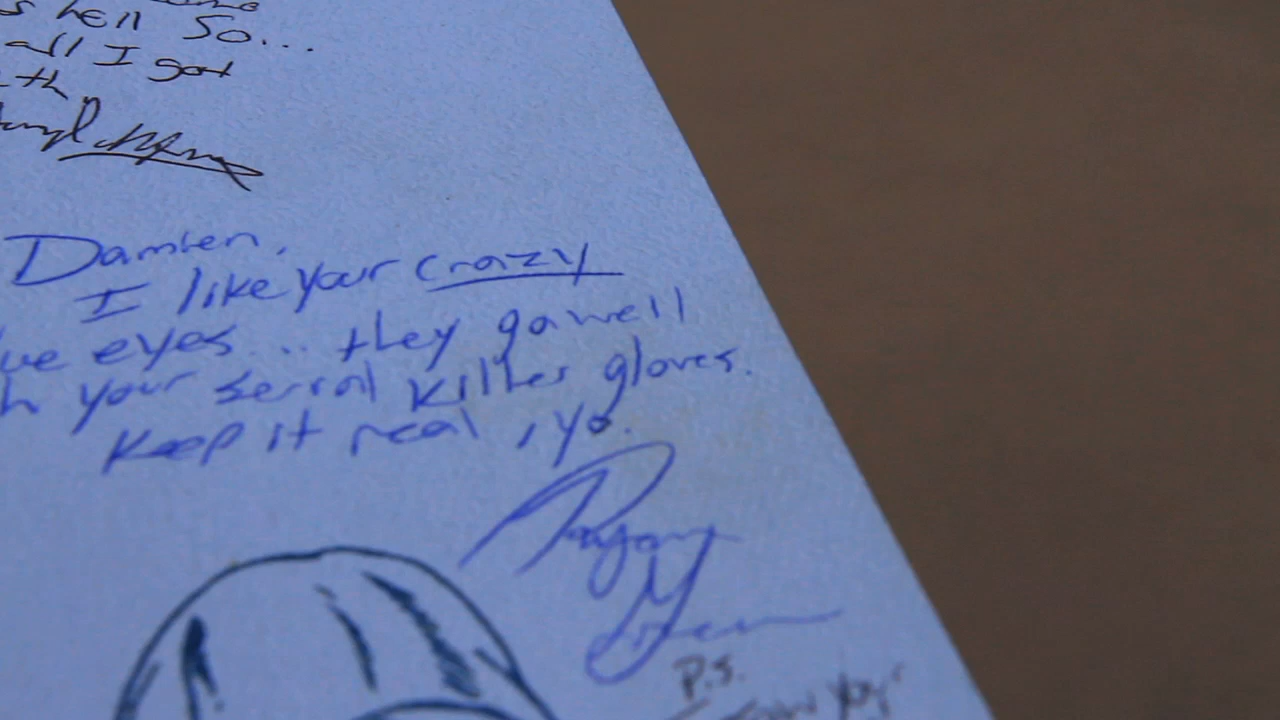 hell So...
all I got
Damien,
I like your crazy
eyes... they go well
your serial killer gloves.
Keep it real, yo.
P.S.